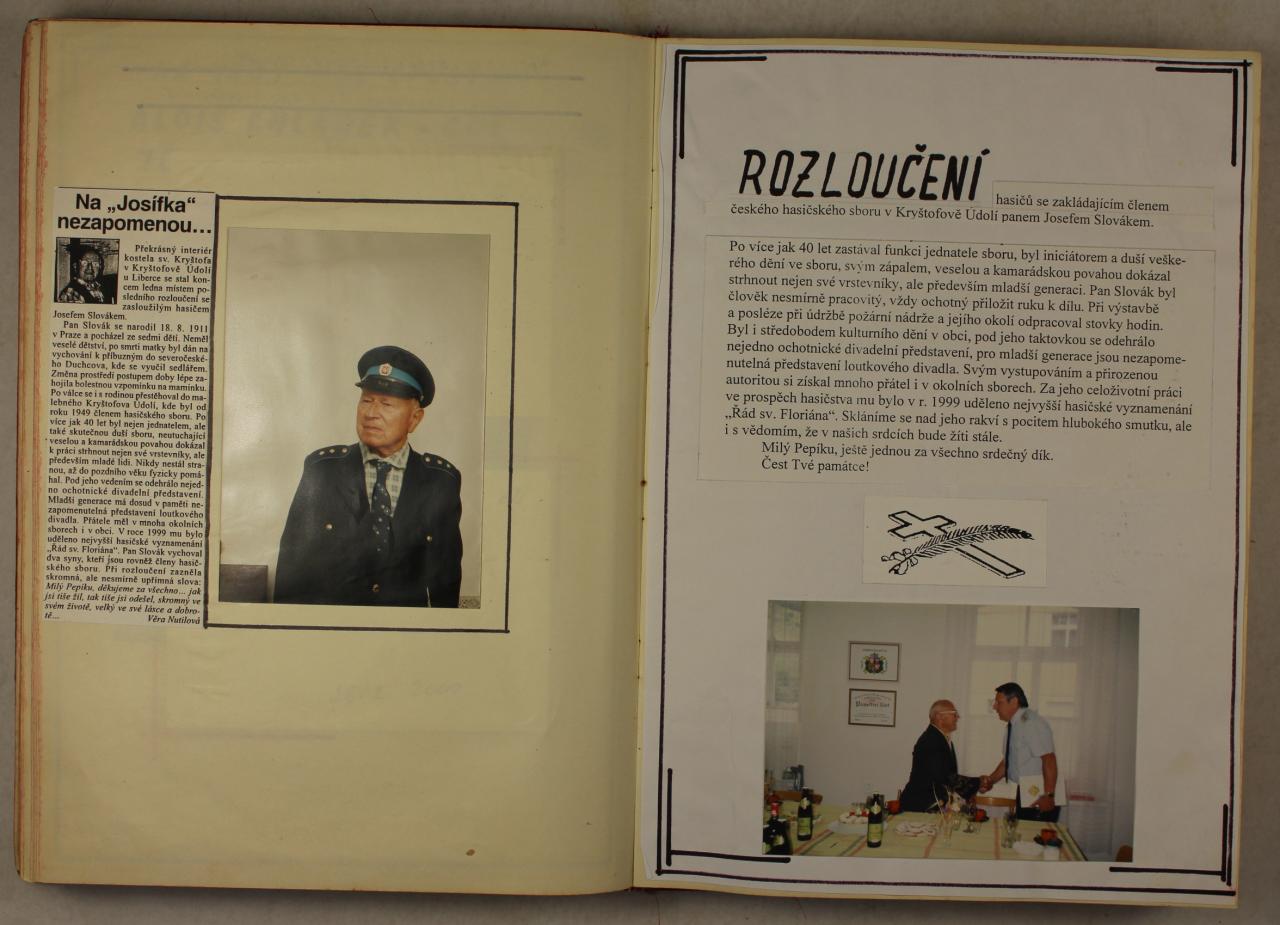 Na „Josífka“
nezapomenou…
Překrásný interiér
kostela sv. Kryštofa
v Kryštofově Údolí
u Liberce se stal kon-
cem ledna místem po-
sledního rozloučení se
zasloužilým hasičem
Josefem Slovákem.
Pan Slovák se narodil 18. 8. 1911
v Praze a pocházel ze sedmi dětí. Neměl
veselé dětství, po smrti matky byl dán na
vychování k příbuzným do severočeské-
ho Duchcova, kde se vyučil sedlářem.
Změna prostředí postupem doby lépe za-
hojila bolestnou vzpomínku na maminku.
Po válce se i s rodinou přestěhoval do ma-
lebného Kryštofova Údolí, kde byl od
roku 1949 členem hasičského sboru. Po
více jak 40 let byl nejen jednatelem, ale
také skutečnou duší sboru, neutuchající
veselou a kamarádskou povahou dokázal
k práci strhnout nejen své vrstevníky, ale
především mladé lidi. Nikdy nestál stra-
nou, až do pozdního věku fyzicky pomá-
hal. Pod jeho vedením se odehrálo nejed-
no ochotnické divadelní představení.
Mladší generace má dosud v paměti ne-
zapomenutelná představení loutkového
divadla. Přátele měl v mnoha okolních
sborech i v obci. V roce 1999 mu bylo
uděleno nejvyšší hasičské vyznamenání
„Řád sv. Floriána“. Pan Slovák vychoval
dva syny, kteří jsou rovněž členy hasič-
ského sboru. Při rozloučení zazněla
skromná, ale nesmírně upřímná slova:
Milý Pepíku, děkujeme za všechno… jak
jsi tiše žil, tak tiše jsi odešel, skromný ve
svém životě, velký ve své lásce a dobro-
tě…
Věra Nutilová
ROZLOUČENÍ
hasičů se zakládajícím členem
českého hasičského sboru v Kryštofově Údolí panem Josefem Slovákem.
Po více jak 40 let zastával funkci jednatele sboru, byl iniciátorem a duší veške-
rého dění ve sboru, svým zápalem, veselou a kamarádskou povahou dokázal
strhnout nejen své vrstevníky, ale především mladší generaci. Pan Slovák byl
člověk nesmírně pracovitý, vždy ochotný přiložit ruku k dílu. Při výstavbě
a posléze při údržbě požární nádrže a jejího okolí odpracoval stovky hodin.
Byl i středobodem kulturního dění v obci, pod jeho taktovkou se odehrálo
nejedno ochotnické divadelní představení, pro mladší generace jsou nezapome-
nutelná představení loutkového divadla. Svým vystupováním a přirozenou
autoritou si získal mnoho přátel i v okolních sborech. Za jeho celoživotní práci
ve prospěch hasičstva mu bylo v r. 1999 uděleno nejvyšší hasičské vyznamenání
„Řád sv. Floriána“. Skláníme se nad jeho rakví s pocitem hlubokého smutku, ale
i s vědomím, že v našich srdcích bude žíti stále.
Milý Pepíku, ještě jednou za všechno srdečný dík.
Čest Tvé památce!
Pamětní list